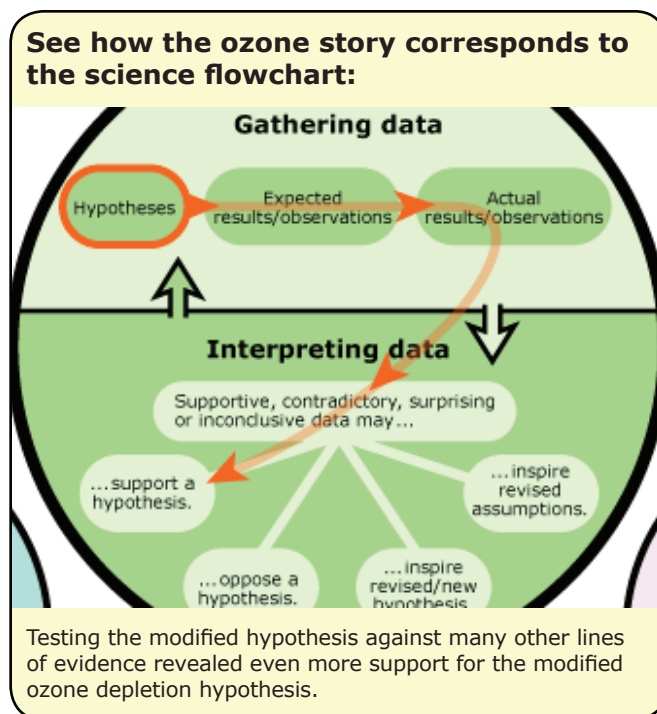 See how the ozone story corresponds to
the science flowchart:
Gathering data
Hypotheses
Expected
results/observations
Actual
results/observations
Interpreting data
Supportive, contradictory, surprising
or inconclusive data may...
...support a
hypothesis.
...inspire
revised
assumptions.
...oppose a
hypothesis.
...inspire
revised/new
hypothesis
Testing the modified hypothesis against many other lines
of evidence revealed even more support for the modified
ozone depletion hypothesis.